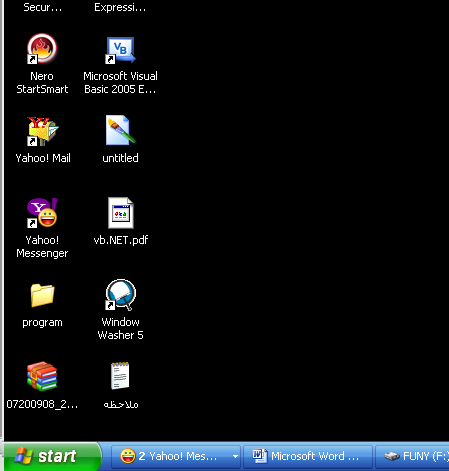 Secur...
Expressi...
Nero
StartSmart
Microsoft Visual
Basic 2005 E...
Yahoo! Mail
untitled
Yahoo!
Messenger
vb.NET.pdf
program
Window
Washer 5
07200908_2...
ملاحظه
start
2 Yahoo! Mes...
Microsoft Word ...
FUNY (F:)